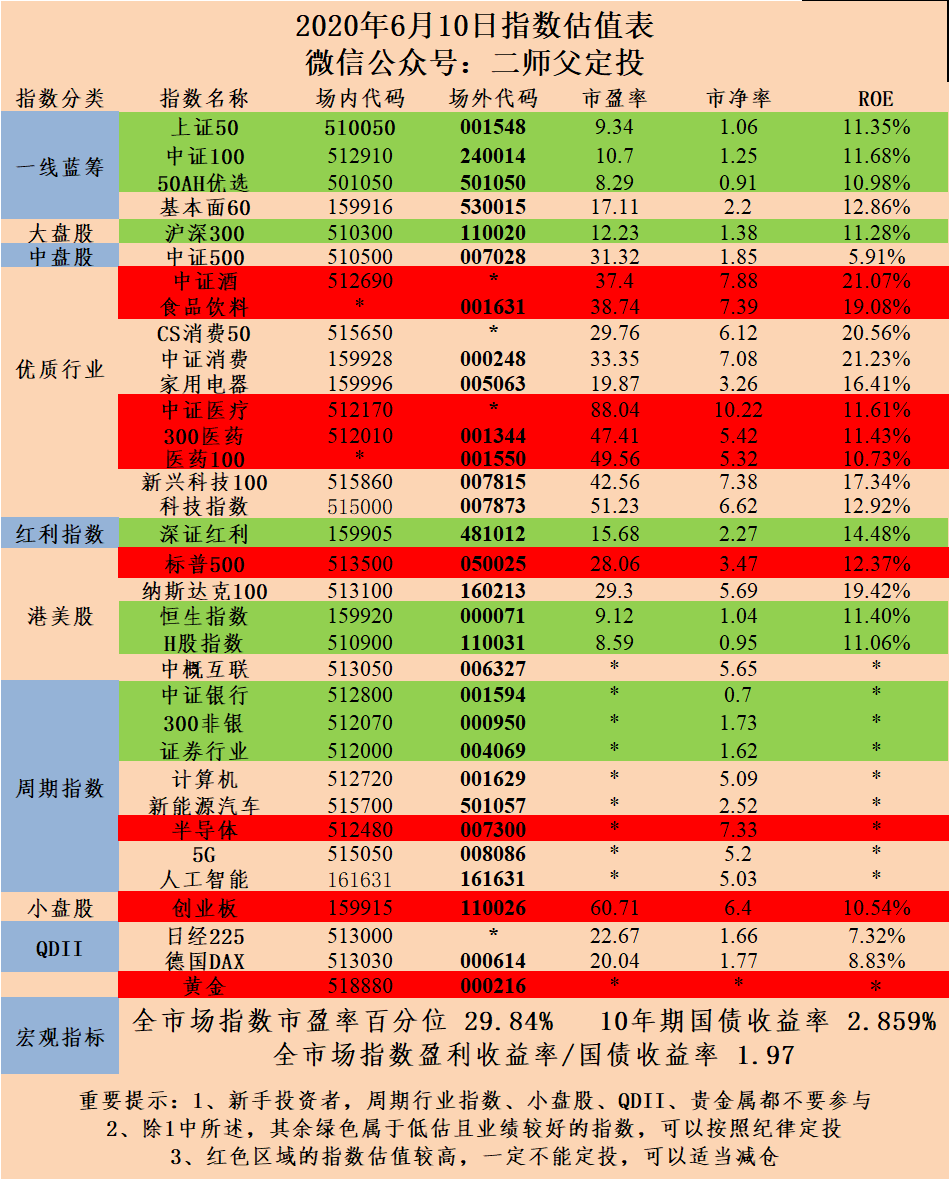 2020年6月10日指数估值表
微信公众号：二师父定投
指数分类 指数名称 场内代码 场外代码 市盈率 市净率 ROE
一线蓝筹 上证50 510050 001548 9.34 1.06 11.35%
中证100 512910 240014 10.7 1.25 11.68%
50AH优选 501050 501050 8.29 0.91 10.98%
基本面60 159916 530015 17.11 2.2 12.86%
大盘股 沪深300 510300 110020 12.23 1.38 11.28%
中盘股 中证500 510500 007028 31.32 1.85 5.91%
优质行业 中证酒 512690 * 37.4 7.88 21.07%
食品饮料 * 001631 38.74 7.39 19.08%
CS消费50 515650 * 29.76 6.12 20.56%
中证消费 159928 000248 33.35 7.08 21.23%
家用电器 159996 005063 19.87 3.26 16.41%
中证医疗 512170 * 88.04 10.22 11.61%
300医药 512010 001344 47.41 5.42 11.43%
医药100 * 001550 49.56 5.32 10.73%
新兴科技100 515860 007815 42.56 7.38 17.34%
科技指数 515000 007873 51.23 6.62 12.92%
红利指数 深证红利 159905 481012 15.68 2.27 14.48%
港美股 标普500 513500 050025 28.06 3.47 12.37%
纳斯达克100 513100 160213 29.3 5.69 19.42%
恒生指数 159920 000071 9.12 1.04 11.40%
H股指数 510900 110031 8.59 0.95 11.06%
中概互联 513050 006327 * 5.65 *
周期指数 中证银行 512800 001594 * 0.7 *
300非银 512070 000950 * 1.73 *
证券行业 512000 004069 * 1.62 *
计算机 512720 001629 * 5.09 *
新能源汽车 515700 501057 * 2.52 *
半导体 512480 007300 * 7.33 *
5G 515050 008086 * 5.2 *
人工智能 161631 161631 * 5.03 *
小盘股 创业板 159915 110026 60.71 6.4 10.54%
QDII 日经225 513000 * 22.67 1.66 7.32%
德国DAX 513030 000614 20.04 1.77 8.83%
黄金 518880 000216 * * *
宏观指标 全市场指数市盈率百分位 29.84% 10年期国债收益率 2.859%
全市场指数盈利收益率/国债收益率 1.97
重要提示：1、新手投资者，周期行业指数、小盘股、QDII、贵金属都不要参与
2、除1中所述，其余绿色属于低估且业绩较好的指数，可以按照纪律定投
3、红色区域的指数估值较高，一定不能定投，可以适当减仓